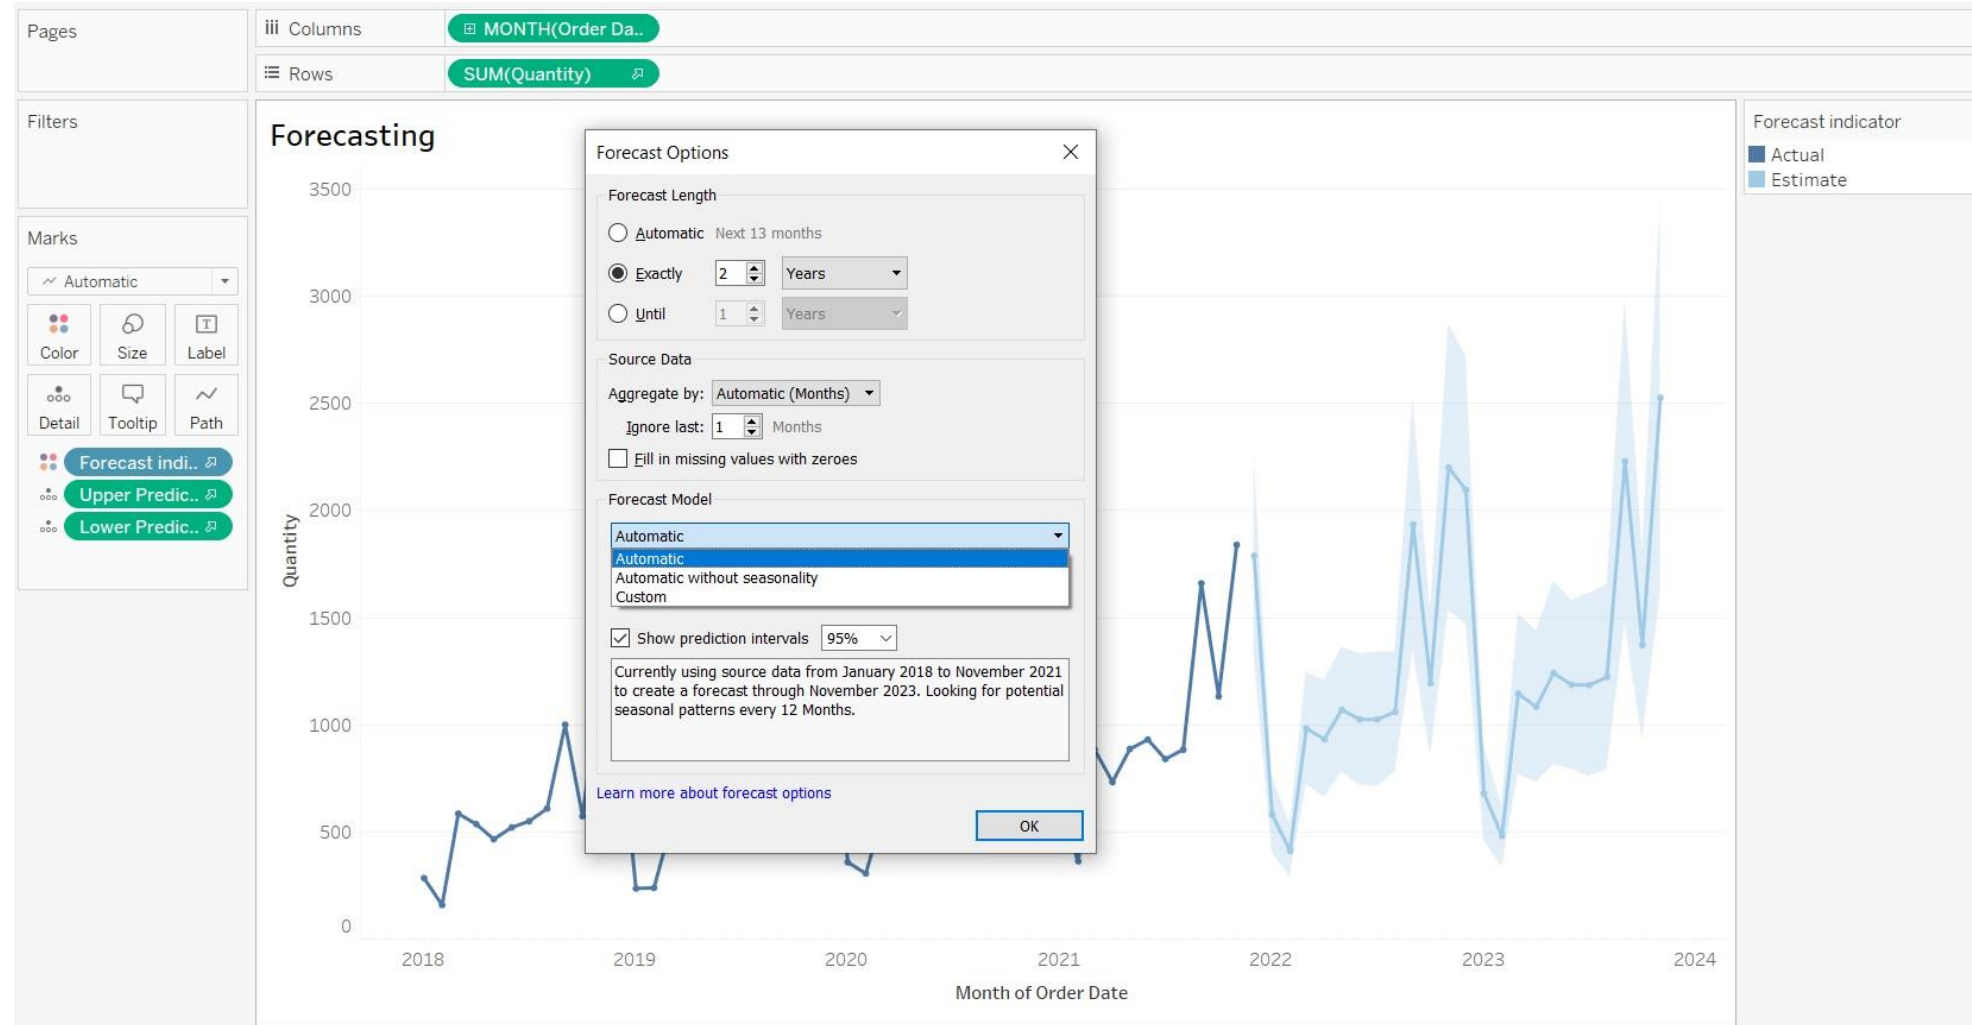 Pages
Columns
MONTH(Order Da..
Rows
SUM(Quantity)
Filters
Marks
Automatic
Color Size Label
Detail Tooltip Path
Forecast indi..
Upper Predic..
Lower Predic..
Forecasting
3500
3000
2500
2000
1500
1000
500
0
Quantity
2018 2019 2020 2021 2022 2023 2024
Month of Order Date
Forecast Options
Forecast Length
Automatic Next 13 months
Exactly 2 Years
Until 1 Years
Source Data
Aggregate by: Automatic (Months)
Ignore last: 1 Months
Fill in missing values with zeroes
Forecast Model
Automatic
Automatic
Automatic without seasonality
Custom
Show prediction intervals 95%
Currently using source data from January 2018 to November 2021
to create a forecast through November 2023. Looking for potential
seasonal patterns every 12 Months.
Learn more about forecast options
OK
Forecast indicator
Actual
Estimate